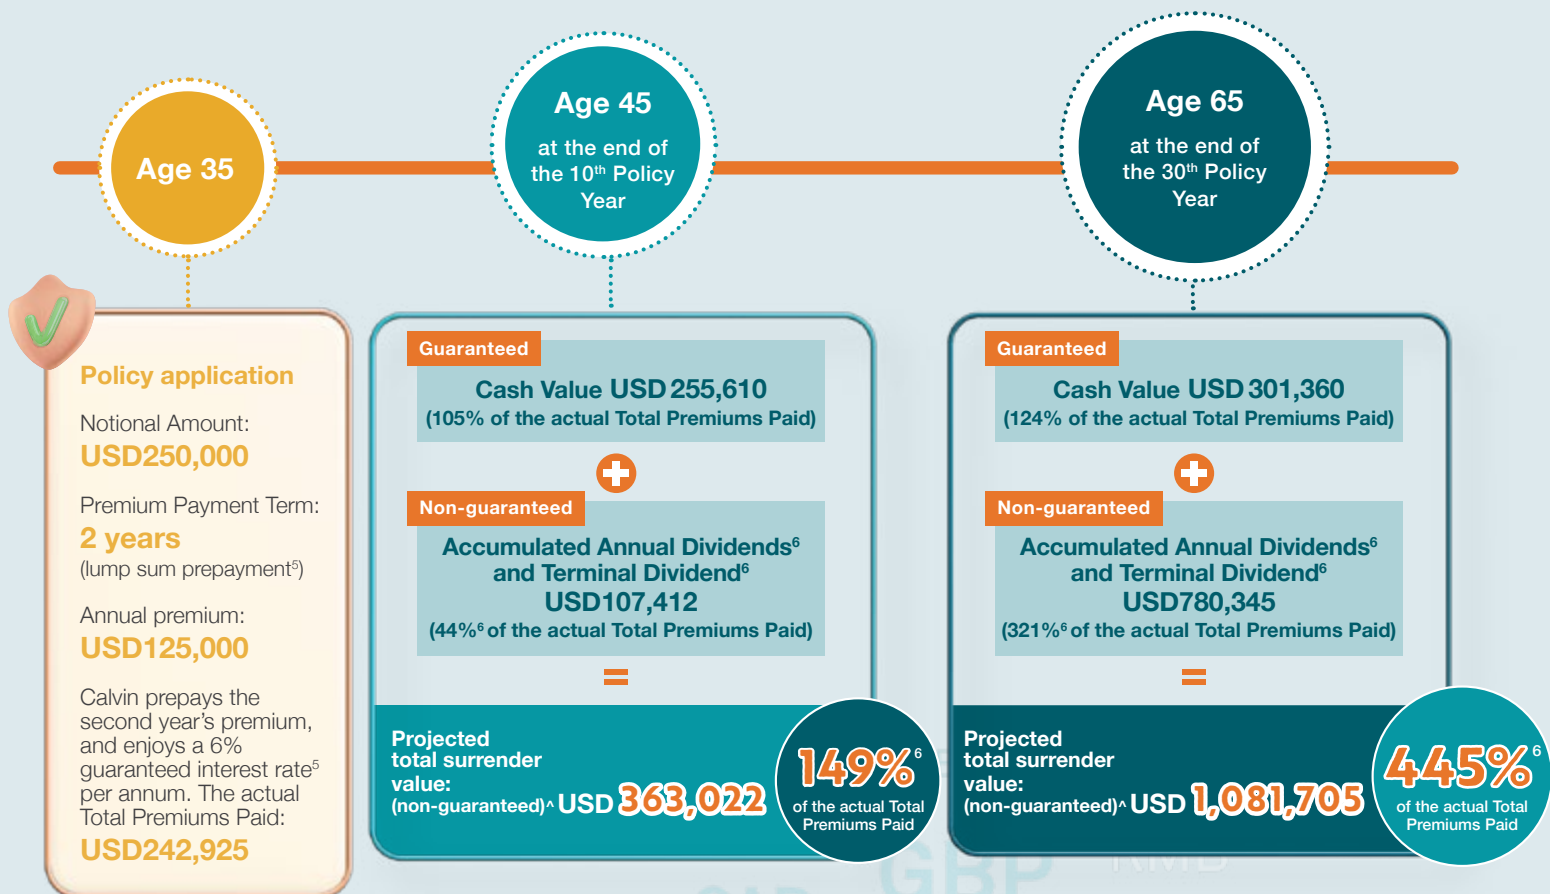 Age 35
Age 45
at the end of
the 10th Policy
Year
Age 65
at the end of
the 30th Policy
Year
Policy application
Notional Amount:
USD250,000
Premium Payment Term:
2 years
(lump sum prepayment5)
Annual premium:
USD125,000
Calvin prepays the
second year's premium,
and enjoys a 6%
guaranteed interest rate5
per annum. The actual
Total Premiums Paid:
USD242,925
Guaranteed
Cash Value USD 255,610
(105% of the actual Total Premiums Paid)
Non-guaranteed
Accumulated Annual Dividends6
and Terminal Dividend6
USD107,412
(44%6 of the actual Total Premiums Paid)
=
Projected
total surrender
value:
(non-guaranteed)^ USD 363,022
149%6
of the actual Total
Premiums Paid
Guaranteed
Cash Value USD 301,360
(124% of the actual Total Premiums Paid)
Non-guaranteed
Accumulated Annual Dividends6
and Terminal Dividend6
USD780,345
(321%6 of the actual Total Premiums Paid)
=
Projected
total surrender
value:
(non-guaranteed)^ USD 1,081,705
445%6
of the actual Total
Premiums Paid
GBP
RMB